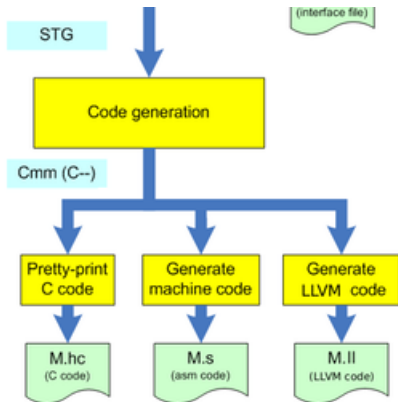 STG
(interface file)
Code generation
Cmm (C--)
Pretty-print
C code
Generate
machine code
Generate
LLVM code
M.hc
(C code)
M.s
(asm code)
M.ll
(LLVM code)